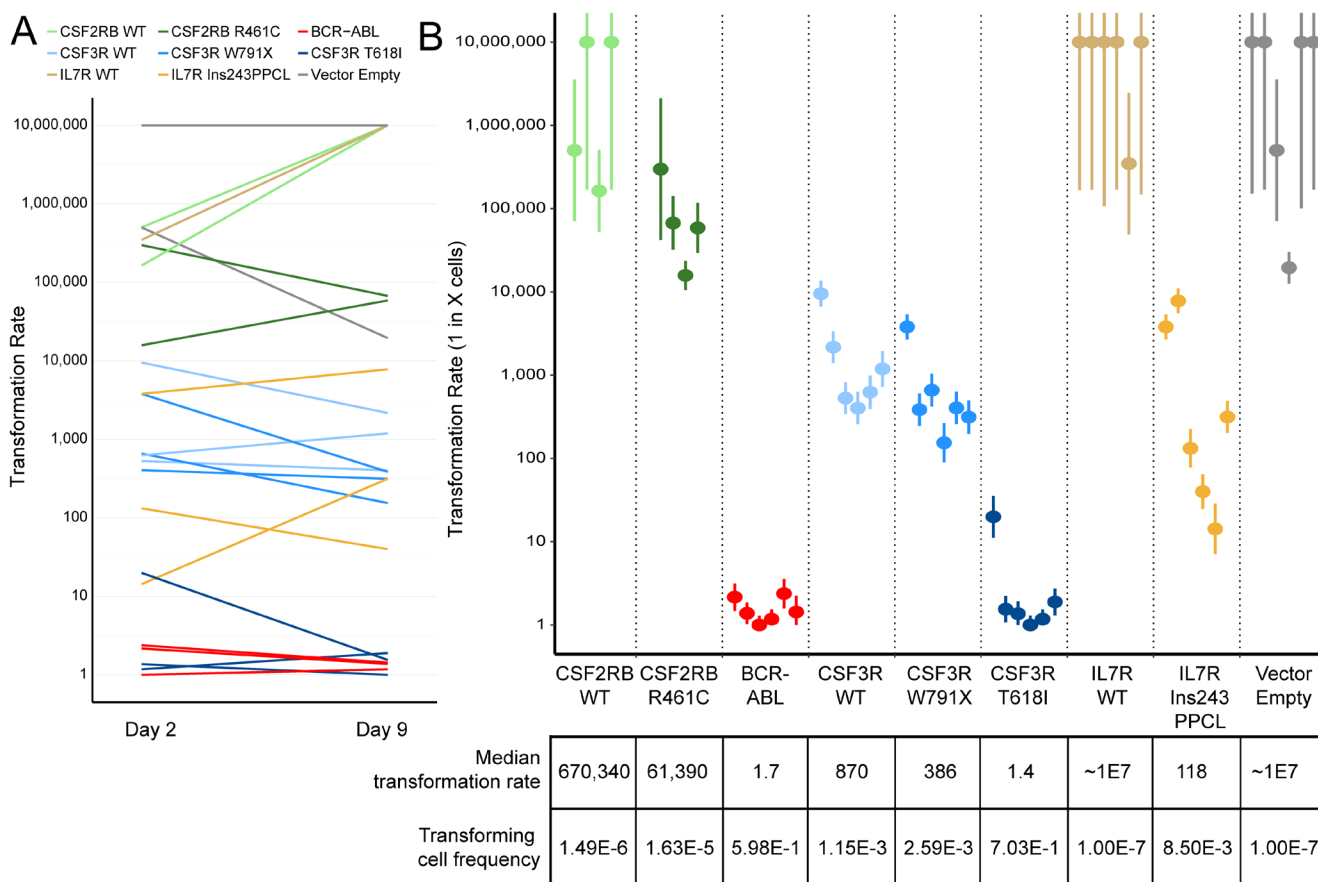 A
CSF2RB WT
CSF2RB R461C
BCR−ABL
CSF3R WT
CSF3R W791X
CSF3R T618I
IL7R WT
IL7R Ins243PPCL
Vector Empty
Transformation Rate
10,000,000
1,000,000
100,000
10,000
1,000
100
10
1
Day 2
Day 9
B
Transformation Rate (1 in X cells)
10,000,000
1,000,000
100,000
10,000
1,000
100
10
1
CSF2RB
WT
CSF2RB
R461C
BCR-
ABL
CSF3R
WT
CSF3R
W791X
CSF3R
T618I
IL7R
WT
IL7R
Ins243
PPCL
Vector
Empty
Median
transformation rate
670,340
61,390
1.7
870
386
1.4
~1E7
118
~1E7
Transforming
cell frequency
1.49E-6
1.63E-5
5.98E-1
1.15E-3
2.59E-3
7.03E-1
1.00E-7
8.50E-3
1.00E-7